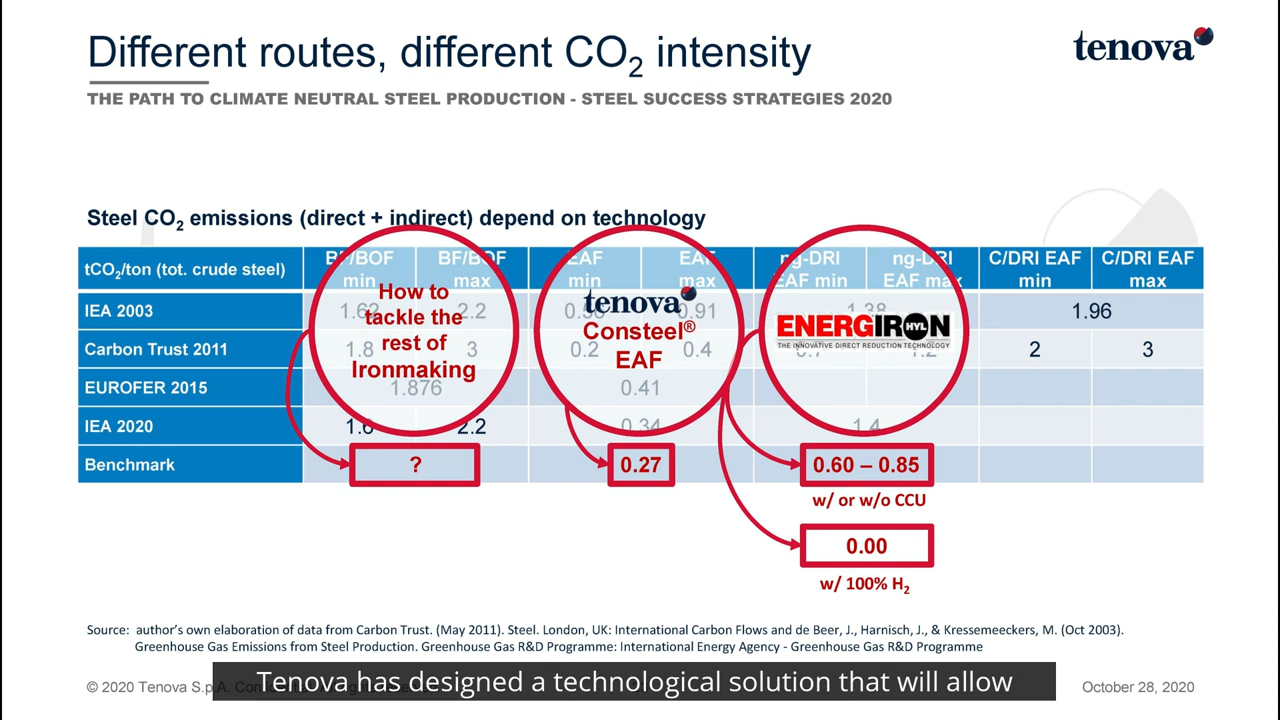 Different routes, different CO2 intensity
tenova
THE PATH TO CLIMATE NEUTRAL STEEL PRODUCTION - STEEL SUCCESS STRATEGIES 2020
Steel CO2 emissions (direct + indirect) depend on technology
tCO2/ton (tot. crude steel) BF/BOF min BF/BOF max EAF min EAF max ng-DRI EAF min ng-DRI EAF max C/DRI EAF min C/DRI EAF max
IEA 2003 2.2 0.91 1.38 1.96
Carbon Trust 2011 1.8 3 0.2 0.4 0.7 1.2 2 3
EUROFER 2015 1.876 0.41
IEA 2020 2.2 0.34 1.4
Benchmark ? 0.27 0.60 – 0.85
How to
tackle the
rest of
Ironmaking
tenova
Consteel®
EAF
ENERGIRON
HYL
THE INNOVATIVE DIRECT REDUCTION TECHNOLOGY
w/ or w/o CCU
0.00
w/ 100% H2
Source: author's own elaboration of data from Carbon Trust. (May 2011). Steel. London, UK: International Carbon Flows and de Beer, J., Harnisch, J., & Kressemeeckers, M. (Oct 2003).
Greenhouse Gas Emissions from Steel Production. Greenhouse Gas R&D Programme: International Energy Agency - Greenhouse Gas R&D Programme
Tenova has designed a technological solution that will allow
© 2020 Tenova S.p.A.
October 28, 2020